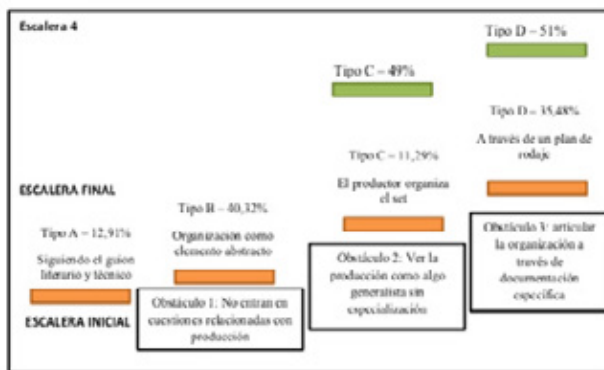 Escalera 4
Tipo D – 51%
Tipo C – 49%
Tipo D – 35,48%
A través de un plan de
rodaje
Tipo C – 11,29%
El productor organiza
el set
ESCALERA FINAL
Tipo B – 40,32%
Organización como
elemento abstracto
Tipo A – 12,91%
Siguiendo el guion
literario y técnico
Obstáculo 3: articular
la organización a
través de
documentación
específica
Obstáculo 2: Ver la
producción como algo
generalista sin
especialización
Obstáculo 1: No entran en
cuestiones relacionadas con
producción
ESCALERA INICIAL